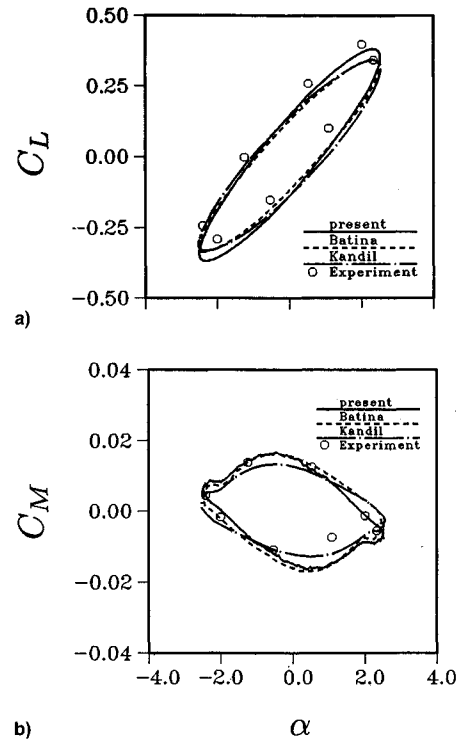 0.50
0.25
0.00
-0.25
-0.50
C_L
present
Batina
Kandil
Experiment
a)
0.04
0.02
0.00
-0.02
-0.04
C_M
present
Batina
Kandil
Experiment
-4.0 -2.0 0.0 2.0 4.0
b)
α